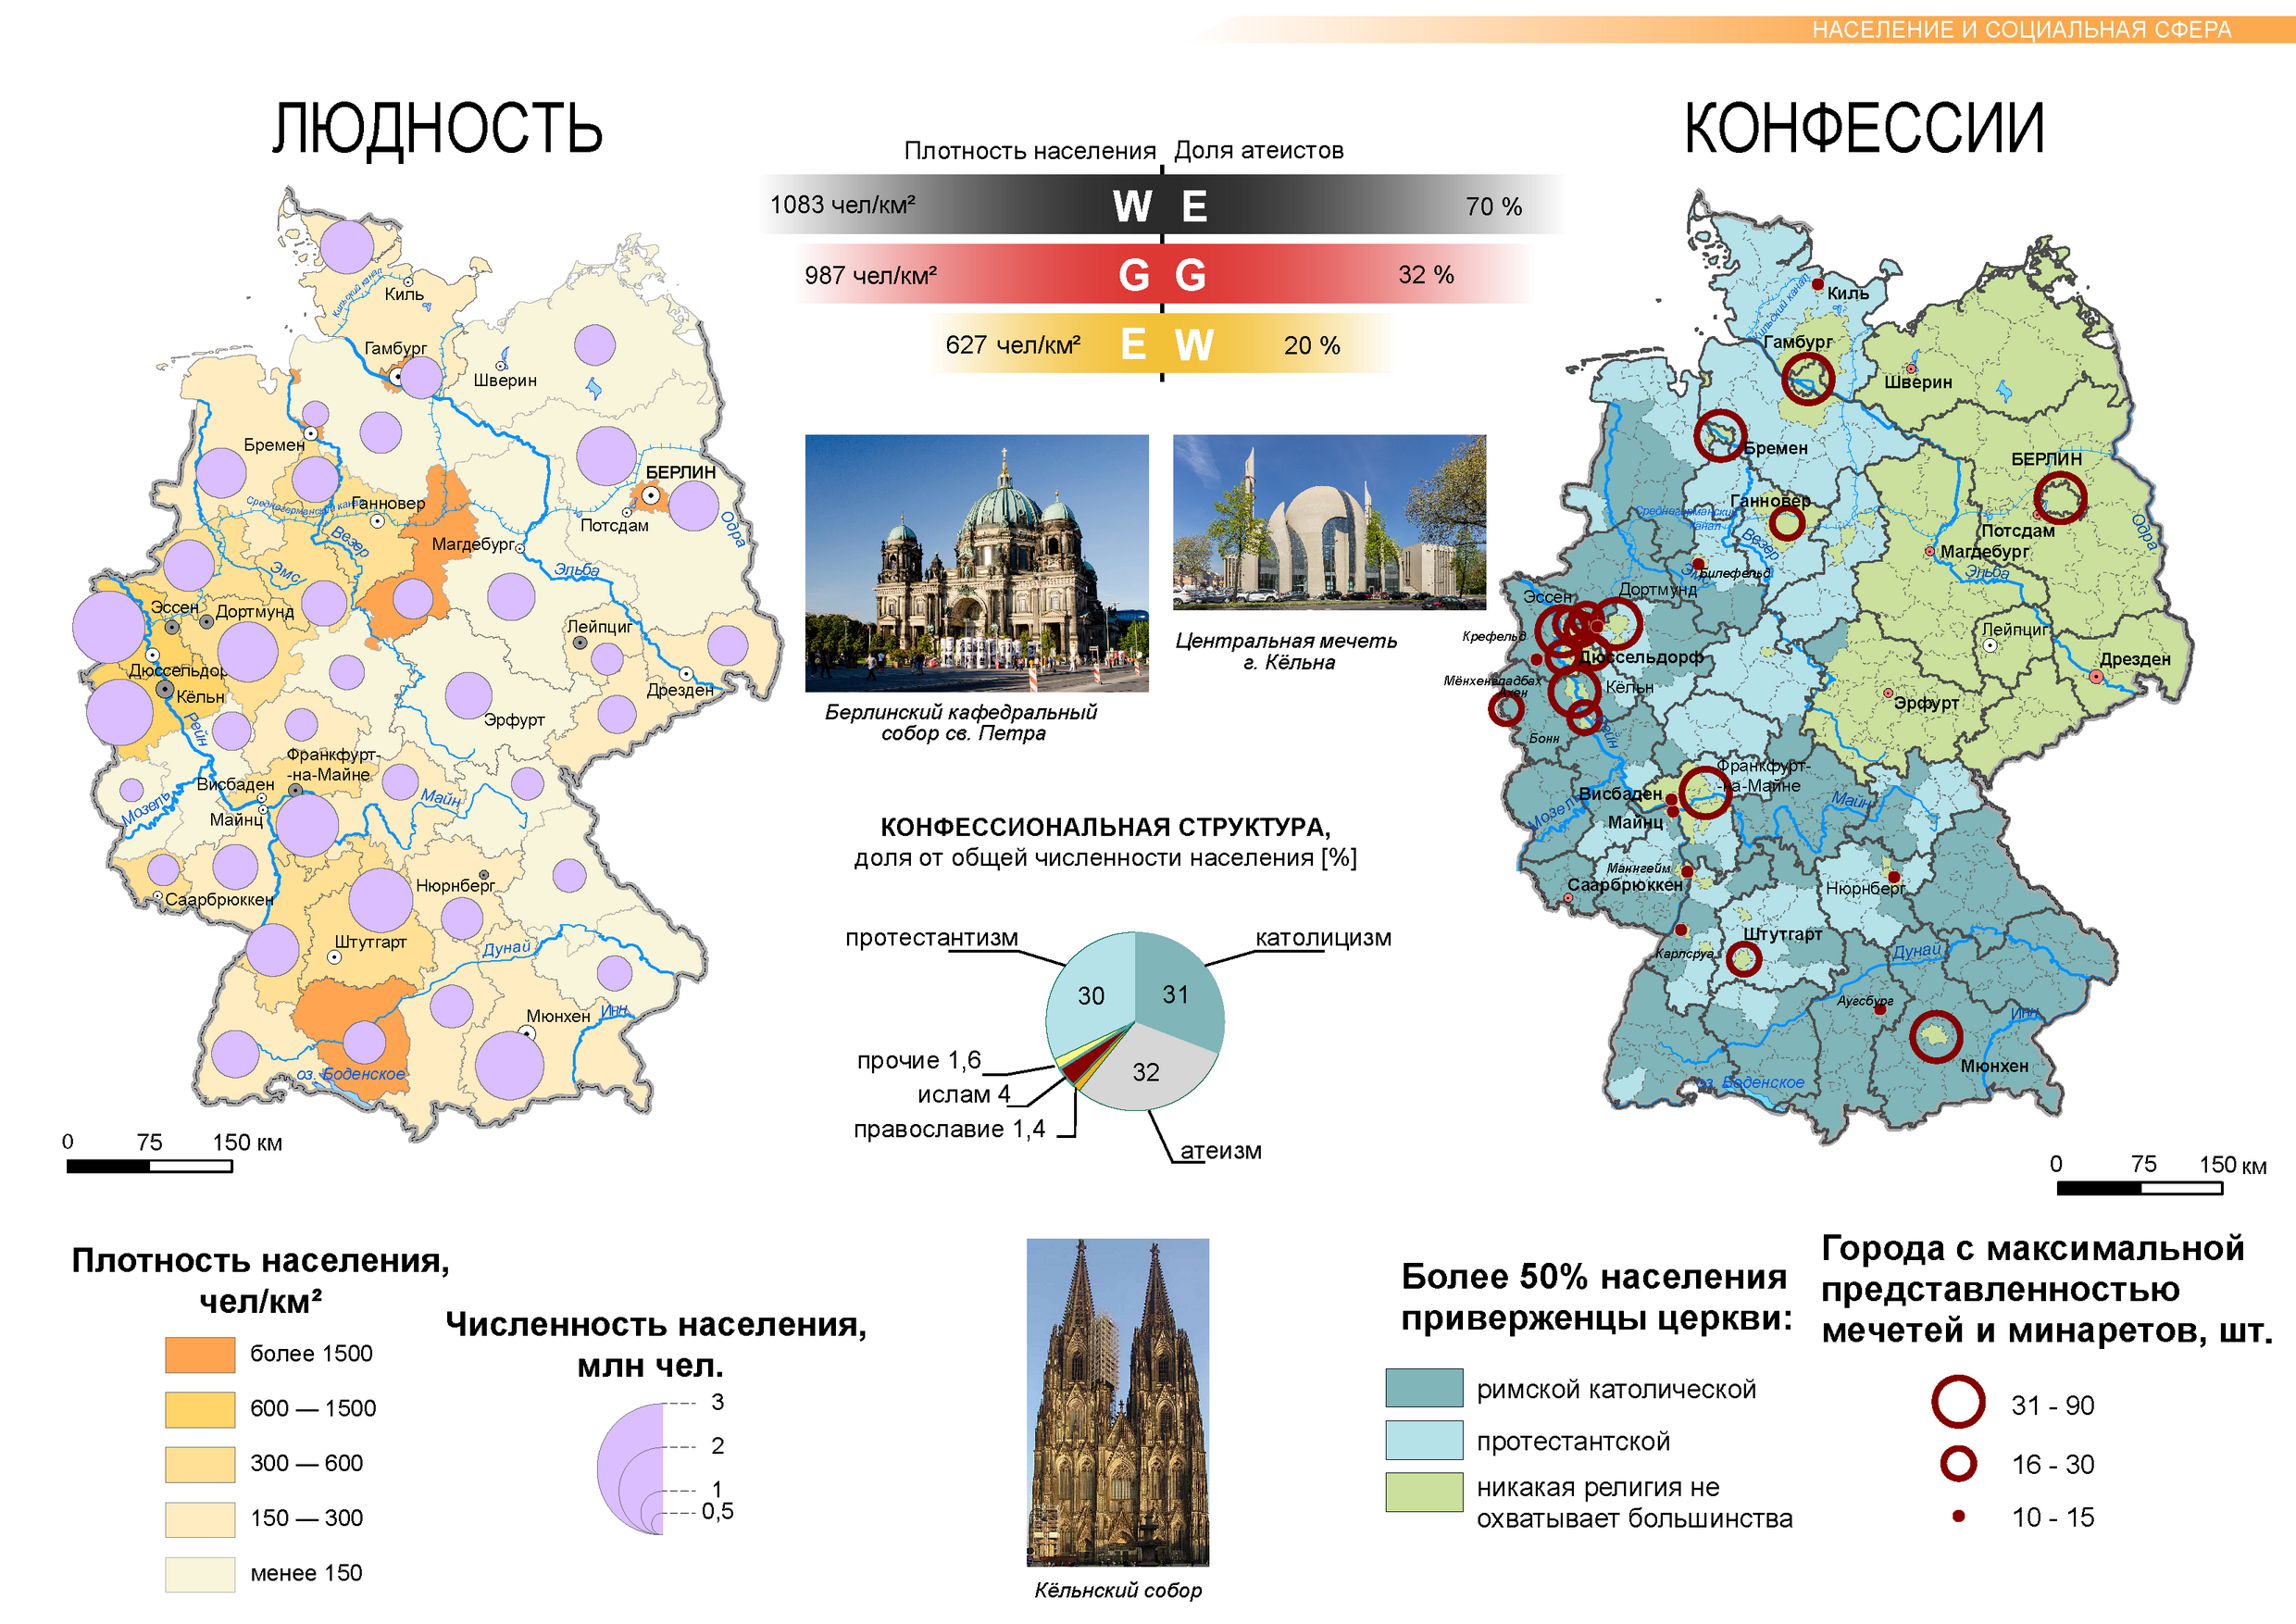 НАСЕЛЕНИЕ И СОЦИАЛЬНАЯ СФЕРА
ЛЮДНОСТЬ
КОНФЕССИИ
Плотность населения Доля атеистов
1083 чел/км² W E 70 %
987 чел/км² G G 32 %
627 чел/км² E W 20 %
Кильский канал
Киль
Гамбург
Шверин
Бремен
БЕРЛИН
Среднегерманский канал
Ганновер
Потсдам
Одра
Везер
Магдебург
Эмс
Эльба
Эссен
Дортмунд
Лейпциг
Дюссельдор
Кёльн
Дрезден
Рейн
Эрфурт
Франкфурт-
-на-Майне
Висбаден
Мозель
Майнц
Майн
Нюрнберг
Саарбрюккен
Штутгарт
Дунай
Мюнхен
Инн
оз. Боденское
0 75 150 км
Берлинский кафедральный
собор св. Петра
Центральная мечеть
г. Кёльна
КОНФЕССИОНАЛЬНАЯ СТРУКТУРА,
доля от общей численности населения [%]
протестантизм
католицизм
30
31
32
прочие 1,6
ислам 4
православие 1,4
атеизм
Кильский канал
Киль
Гамбург
Шверин
Бремен
БЕРЛИН
Ганновер
Среднегерманский
канал
Потсдам
Одра
Везер
Магдебург
Эльба
Эмс
Билефельд
Эссен
Дортмунд
Крефельд
Лейпциг
Дюссельдорф
Дрезден
Мёнхенгладбах
Ахен
Кёльн
Эрфурт
Бонн
Рейн
Франкфурт-
-на-Майне
Висбаден
Мозель
Майнц
Майн
Маннгейм
Саарбрюккен
Нюрнберг
Штутгарт
Карлсруэ
Дунай
Аугсбург
Инн
Мюнхен
оз. Боденское
0 75 150 км
Плотность населения,
чел/км²
более 1500
600 — 1500
300 — 600
150 — 300
менее 150
Численность населения,
млн чел.
3
2
1
0,5
Кёльнский собор
Более 50% населения
приверженцы церкви:
римской католической
протестантской
никакая религия не
охватывает большинства
Города с максимальной
представленностью
мечетей и минаретов, шт.
31 - 90
16 - 30
10 - 15